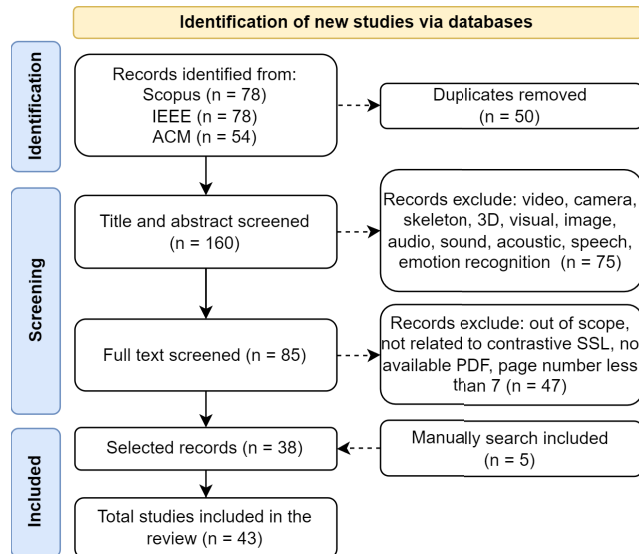 Identification of new studies via databases
Identification
Records identified from:
Scopus (n = 78)
IEEE (n = 78)
ACM (n = 54)
Duplicates removed
(n = 50)
Screening
Title and abstract screened
(n = 160)
Records exclude: video, camera,
skeleton, 3D, visual, image,
audio, sound, acoustic, speech,
emotion recognition (n = 75)
Full text screened (n = 85)
Records exclude: out of scope,
not related to contrastive SSL, no
available PDF, page number less
than 7 (n = 47)
Included
Selected records (n = 38)
Manually search included
(n = 5)
Total studies included in the
review (n = 43)